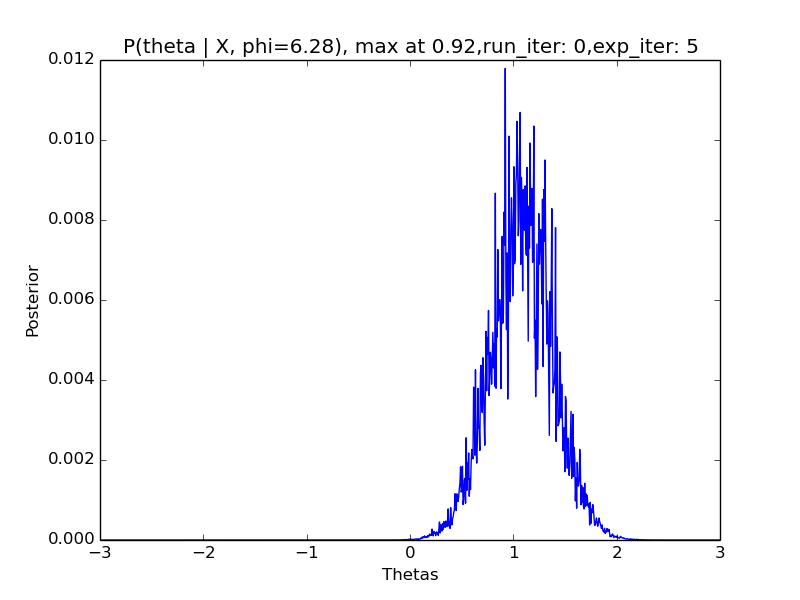 P(theta | X, phi=6.28), max at 0.92,run_iter: 0,exp_iter: 5
0.012
0.010
0.008
0.006
0.004
0.002
0.000
Posterior
−3 −2 −1 0 1 2 3
Thetas